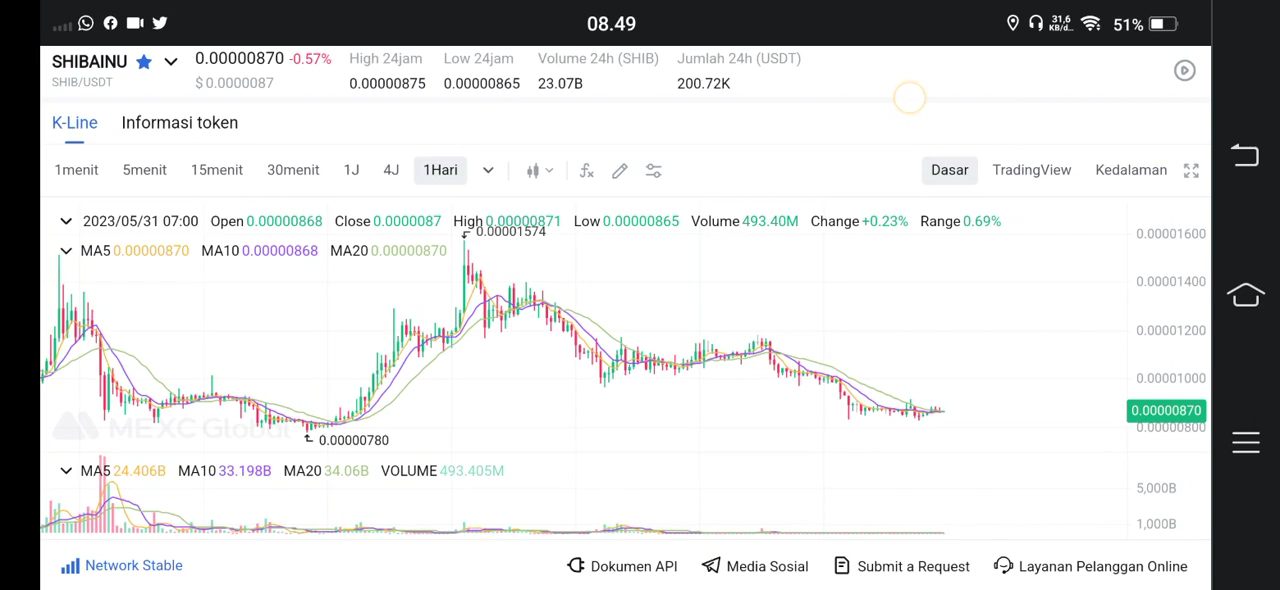 08.49
31,6
KB/d...
51%
SHIBAINU 0.00000870 -0.57% High 24jam Low 24jam Volume 24h (SHIB) Jumlah 24h (USDT)
SHIB/USDT $ 0.0000087 0.00000875 0.00000865 23.07B 200.72K
K-Line Informasi token
1menit 5menit 15menit 30menit 1J 4J 1Hari fx Dasar TradingView Kedalaman
2023/05/31 07:00 Open 0.00000868 Close 0.0000087 High 0.00000871 Low 0.00000865 Volume 493.40M Change +0.23% Range 0.69%
0.00001574
0.00001600
MA5 0.00000870 MA10 0.00000868 MA20 0.00000870
0.00001400
0.00001200
0.00001000
0.00000870
0.00000800
MEXC Global
0.00000780
MA5 24.406B MA10 33.198B MA20 34.06B VOLUME 493.405M
5,000B
1,000B
Network Stable Dokumen API Media Sosial Submit a Request Layanan Pelanggan Online